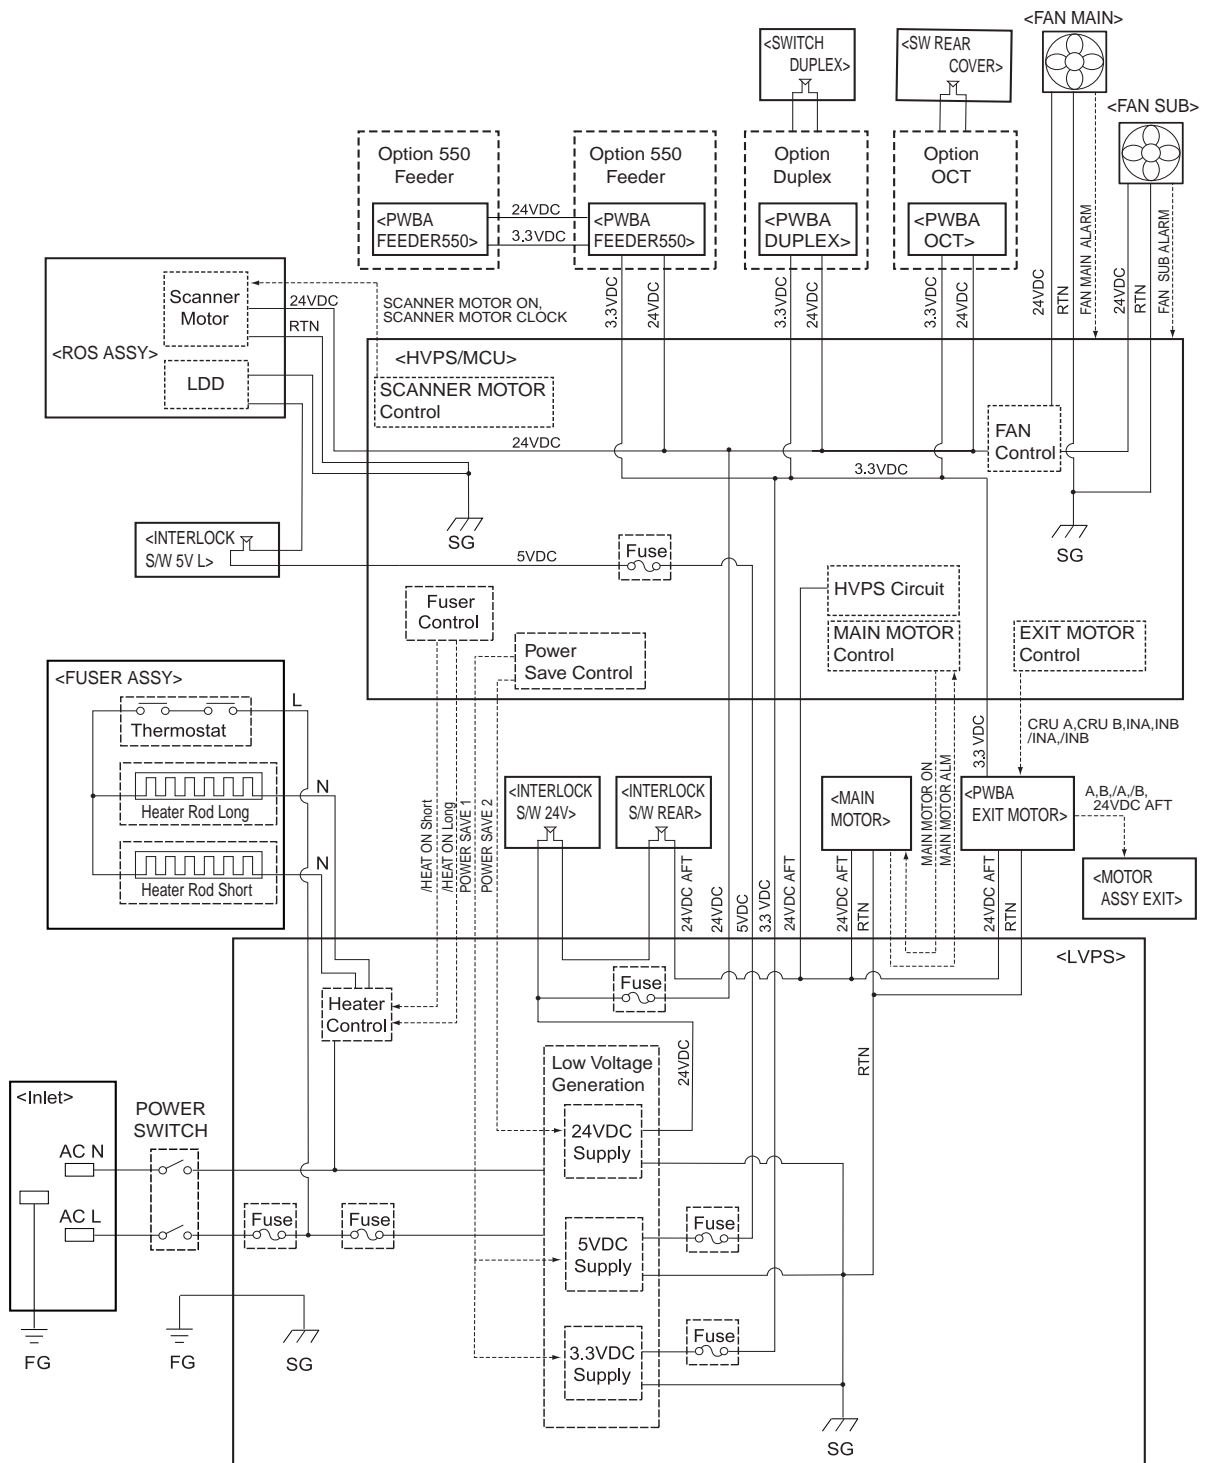 <FAN MAIN>
<SWITCH
DUPLEX>
<SW REAR
COVER>
<FAN SUB>
Option 550
Feeder
Option 550
Feeder
Option
Duplex
Option
OCT
<PWBA
FEEDER550>
24VDC
3.3VDC
<PWBA
FEEDER550>
<PWBA
DUPLEX>
<PWBA
OCT>
3.3VDC
24VDC
3.3VDC
24VDC
3.3VDC
24VDC
24VDC
RTN
FAN MAIN ALARM
24VDC
RTN
FAN SUB ALARM
Scanner
Motor
24VDC
RTN
<ROS ASSY>
LDD
SCANNER MOTOR ON,
SCANNER MOTOR CLOCK
<HVPS/MCU>
SCANNER MOTOR
Control
24VDC
FAN
Control
3.3VDC
SG
SG
<INTERLOCK
S/W 5V L>
5VDC
Fuse
Fuser
Control
Power
Save Control
HVPS Circuit
MAIN MOTOR
Control
EXIT MOTOR
Control
<FUSER ASSY>
L
Thermostat
N
Heater Rod Long
N
Heater Rod Short
/HEAT ON Short
/HEAT ON Long
POWER SAVE 1
POWER SAVE 2
<INTERLOCK
S/W 24V>
<INTERLOCK
S/W REAR>
24VDC AFT
24VDC
5VDC
3.3 VDC
24VDC AFT
<MAIN
MOTOR>
24VDC AFT
RTN
MAIN MOTOR ON
MAIN MOTOR ALM
3.3 VDC
CRU A,CRU B,INA,INB
/INA,/INB
<PWBA
EXIT MOTOR>
24VDC AFT
RTN
A,B,/A,/B,
24VDC AFT
<MOTOR
ASSY EXIT>
<LVPS>
Heater
Control
Fuse
Low Voltage
Generation
24VDC
RTN
<Inlet>
AC N
AC L
POWER
SWITCH
Fuse
Fuse
24VDC
Supply
5VDC
Supply
Fuse
3.3VDC
Supply
Fuse
FG
FG
SG
SG